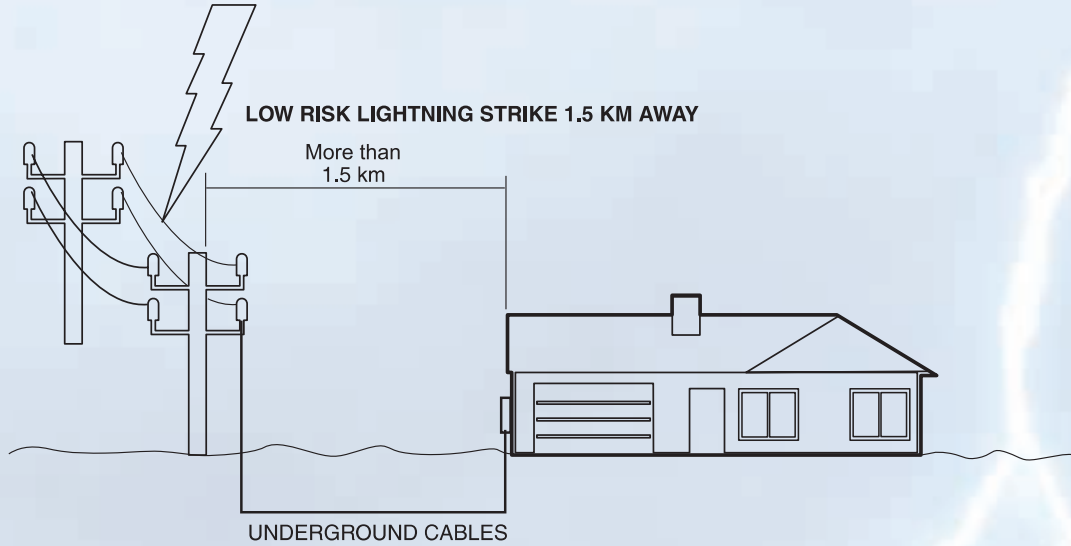 LOW RISK LIGHTNING STRIKE 1.5 KM AWAY
More than
1.5 km
UNDERGROUND CABLES